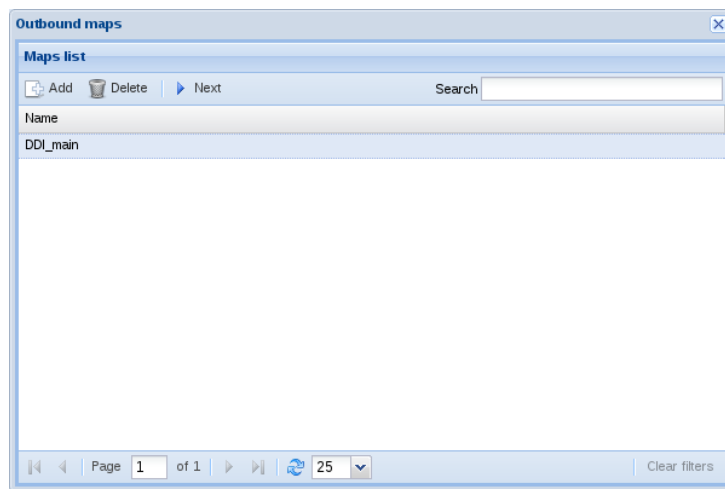 Outbound maps
Maps list
Add Delete Next Search
Name
DDI_main
Page 1 of 1 25 Clear filters